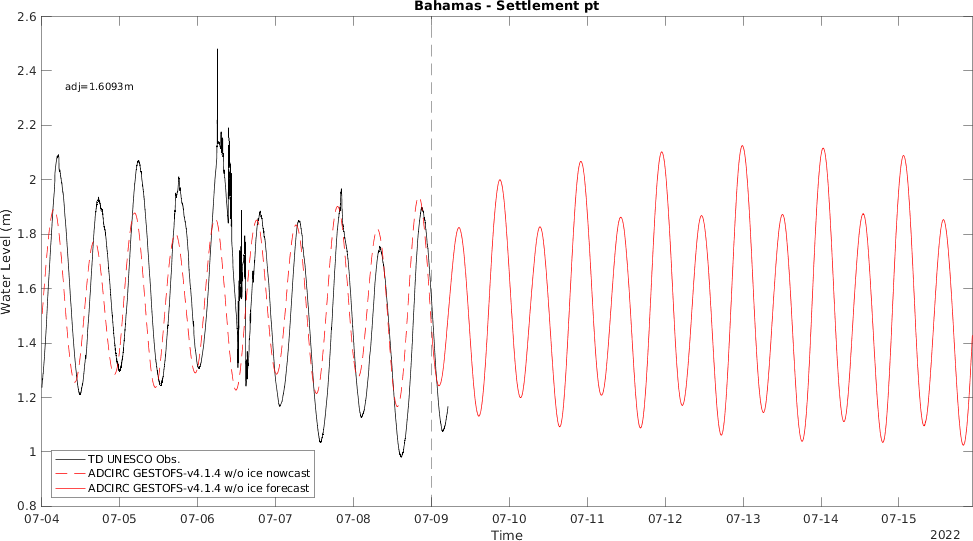 Bahamas - Settlement pt
2.6
2.4
2.2
2
1.8
1.6
1.4
1.2
1
0.8
Water Level (m)
adj=1.6093m
TD UNESCO Obs.
ADCIRC GESTOFS-v4.1.4 w/o ice nowcast
ADCIRC GESTOFS-v4.1.4 w/o ice forecast
07-04 07-05 07-06 07-07 07-08 07-09 07-10 07-11 07-12 07-13 07-14 07-15
Time
2022